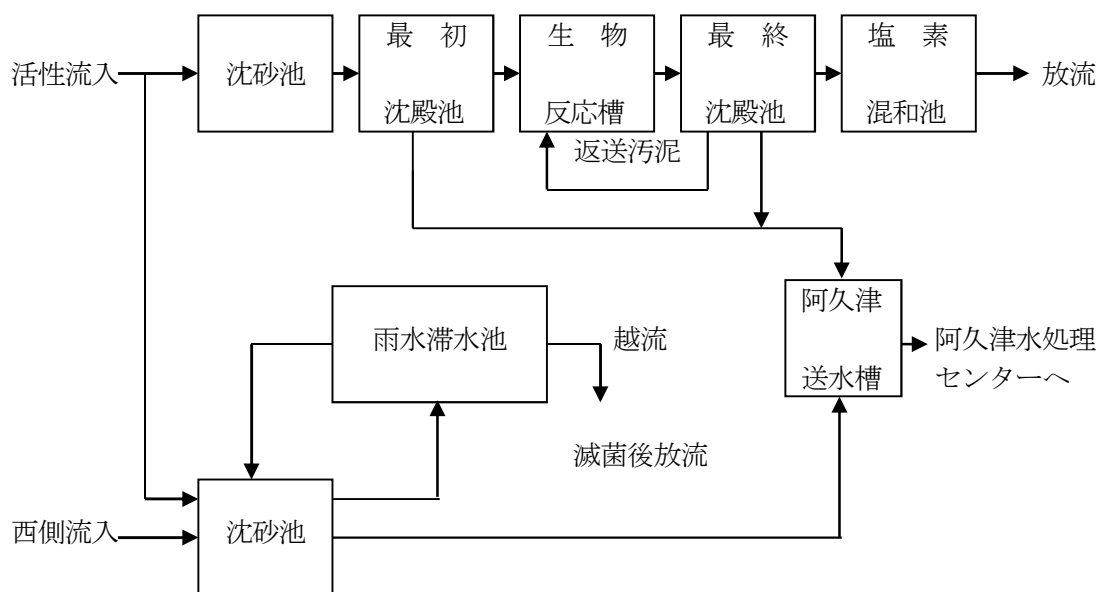 活性流入
沈砂池
最　初
沈殿池
生　物
反応槽
最　終
沈殿池
塩　素
混和池
放流
返送汚泥
雨水滞水池
越流
滅菌後放流
阿久津
送水槽
阿久津水処理
センターへ
西側流入
沈砂池